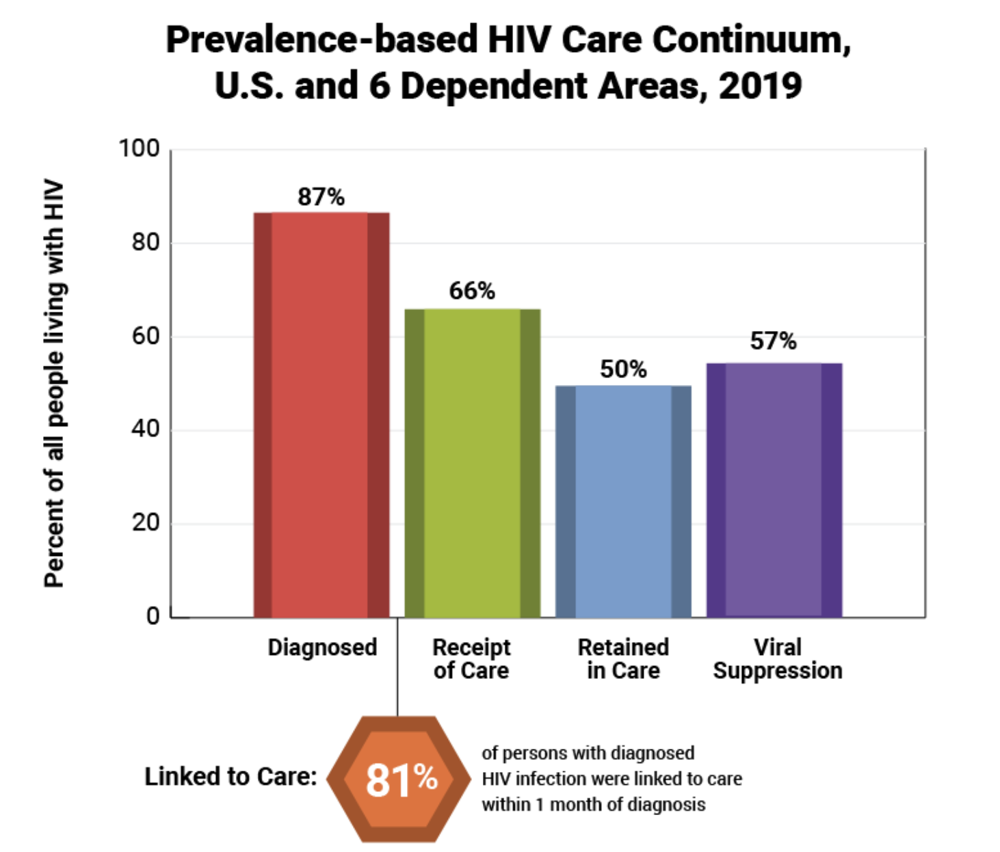 Prevalence-based HIV Care Continuum,
U.S. and 6 Dependent Areas, 2019
Percent of all people living with HIV
100
80
60
40
20
0
87%
66%
50%
57%
Diagnosed
Receipt
of Care
Retained
in Care
Viral
Suppression
Linked to Care:
81%
of persons with diagnosed
HIV infection were linked to care
within 1 month of diagnosis